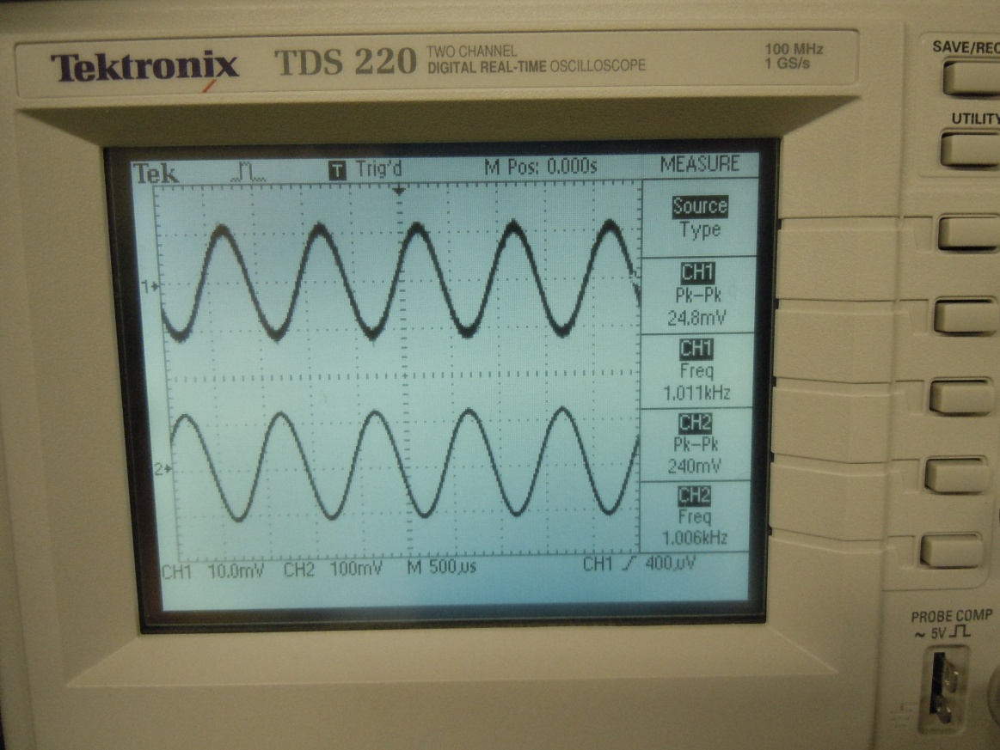 Tektronix TDS 220 TWO CHANNEL
DIGITAL REAL-TIME OSCILLOSCOPE
100 MHz
1 GS/s
SAVE/REC
UTILITY
Tek T Trig'd M Pos: 0.000s MEASURE
Source
Type
1
CH1
Pk-Pk
24.8mV
CH1
Freq
1.011kHz
2
CH2
Pk-Pk
240mV
CH2
Freq
1.006kHz
CH1 10.0mV CH2 100mV M 500µs CH1 400µV
PROBE COMP
~ 5V